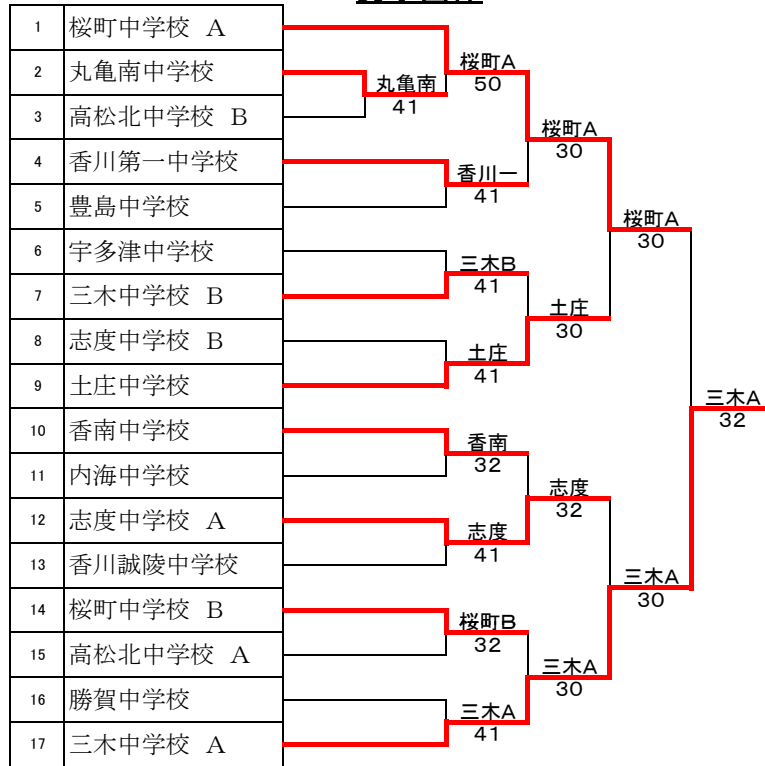 1 桜町中学校 A
2 丸亀南中学校
3 高松北中学校 B
4 香川第一中学校
5 豊島中学校
6 宇多津中学校
7 三木中学校 B
8 志度中学校 B
9 土庄中学校
10 香南中学校
11 内海中学校
12 志度中学校 A
13 香川誠陵中学校
14 桜町中学校 B
15 高松北中学校 A
16 勝賀中学校
17 三木中学校 A
丸亀南
41
桜町A
50
香川一
41
三木B
41
土庄
41
香南
32
志度
41
桜町B
32
三木A
41
桜町A
30
土庄
30
志度
32
三木A
30
桜町A
30
三木A
30
三木A
32